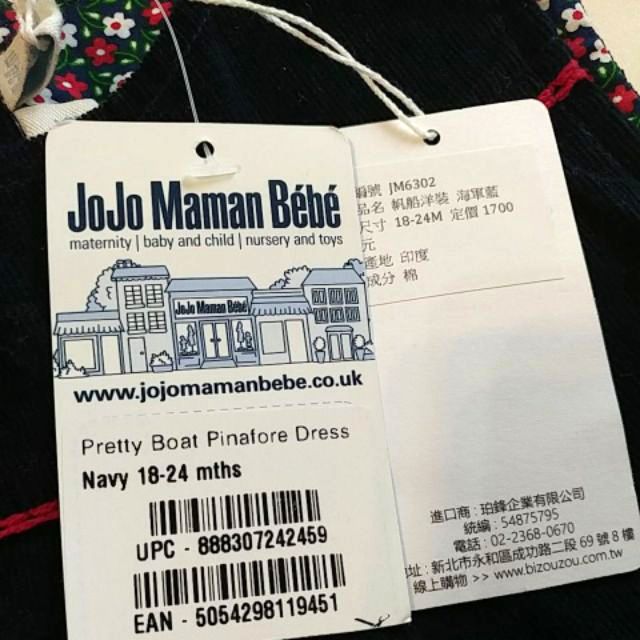 JoJo Maman Bébé
maternity | baby and child | nursery and toys
JoJo Maman Bébé
www.jojomamanbebe.co.uk
Pretty Boat Pinafore Dress
Navy 18-24 mths
UPC - 888307242459
EAN - 5054298119451
編號 JM6302
品名 帆船洋裝 海軍藍
尺寸 18-24M 定價 1700
元
產地 印度
成分 棉
進口商 : 珀鋒企業有限公司
統編 : 54875795
電話 : 02-2368-0670
地址 : 新北市永和區成功路二段 69 號 8 樓
線上購物 >> www.bizouzou.com.tw